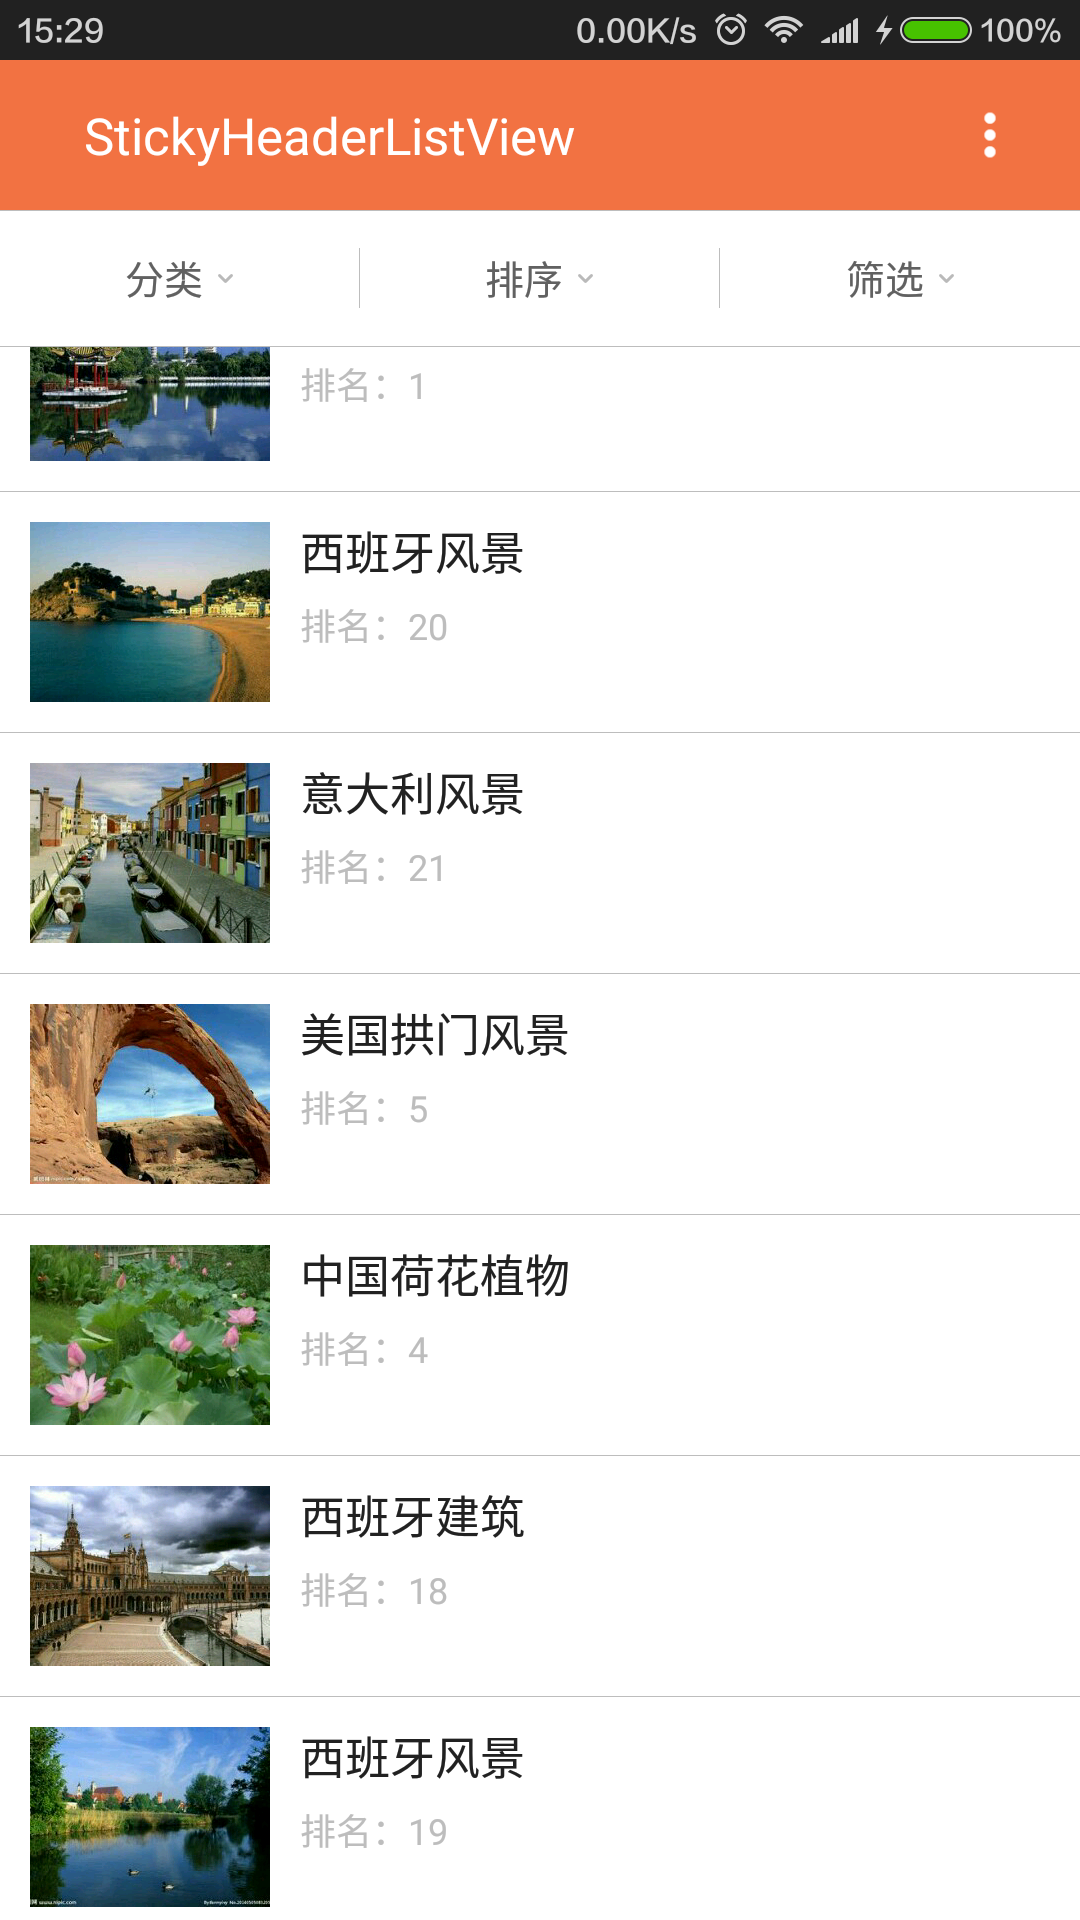 15:29 0.00K/s 100%
StickyHeaderListView
分类 排序 筛选
排名：1
西班牙风景
排名：20
意大利风景
排名：21
美国拱门风景
排名：5
中国荷花植物
排名：4
西班牙建筑
排名：18
西班牙风景
排名：19